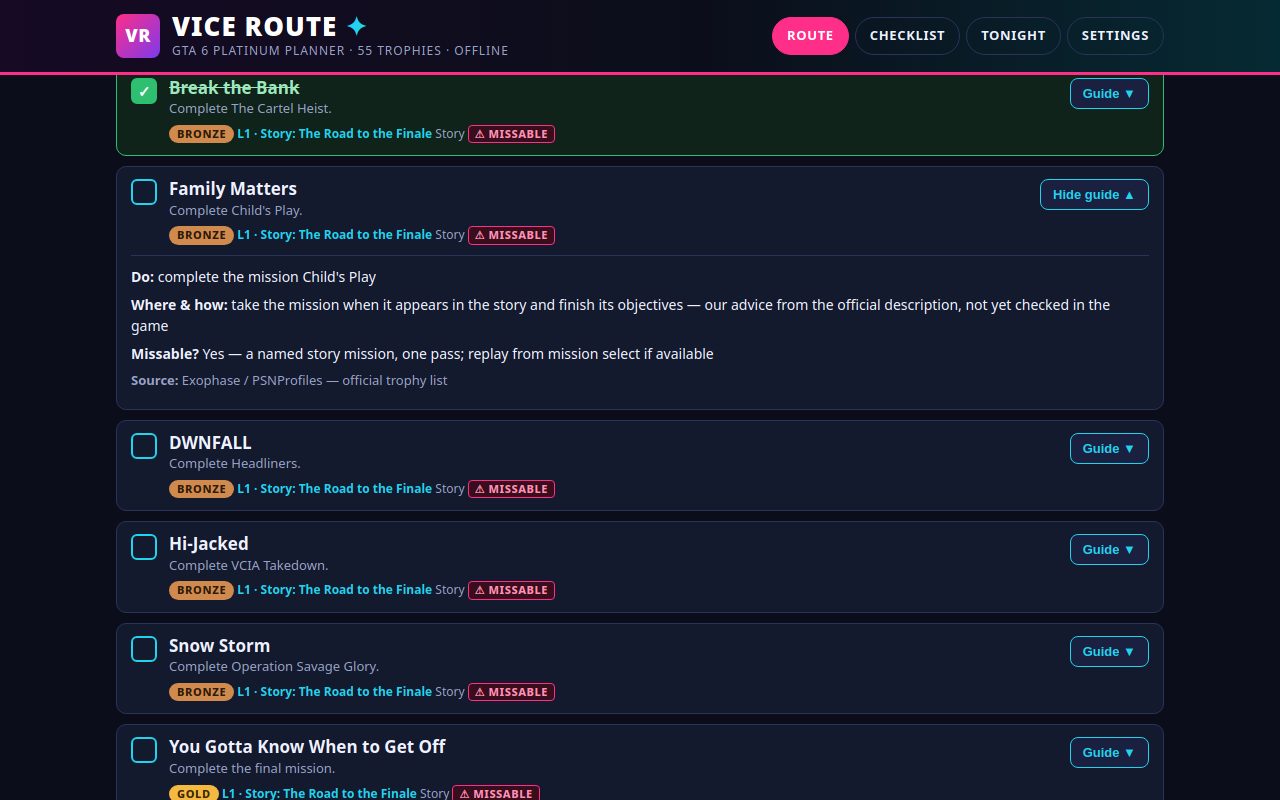 VR
VICE ROUTE ✦
GTA 6 PLATINUM PLANNER · 55 TROPHIES · OFFLINE
ROUTE
CHECKLIST
TONIGHT
SETTINGS
✓ Break the Bank
Guide ▼
Complete The Cartel Heist.
BRONZE L1 · Story: The Road to the Finale Story ⚠ MISSABLE
Family Matters
Hide guide ▲
Complete Child's Play.
BRONZE L1 · Story: The Road to the Finale Story ⚠ MISSABLE
Do: complete the mission Child's Play
Where & how: take the mission when it appears in the story and finish its objectives — our advice from the official description, not yet checked in the
game
Missable? Yes — a named story mission, one pass; replay from mission select if available
Source: Exophase / PSNProfiles — official trophy list
DWNFALL
Guide ▼
Complete Headliners.
BRONZE L1 · Story: The Road to the Finale Story ⚠ MISSABLE
Hi-Jacked
Guide ▼
Complete VCIA Takedown.
BRONZE L1 · Story: The Road to the Finale Story ⚠ MISSABLE
Snow Storm
Guide ▼
Complete Operation Savage Glory.
BRONZE L1 · Story: The Road to the Finale Story ⚠ MISSABLE
You Gotta Know When to Get Off
Guide ▼
Complete the final mission.
GOLD L1 · Story: The Road to the Finale Story ⚠ MISSABLE